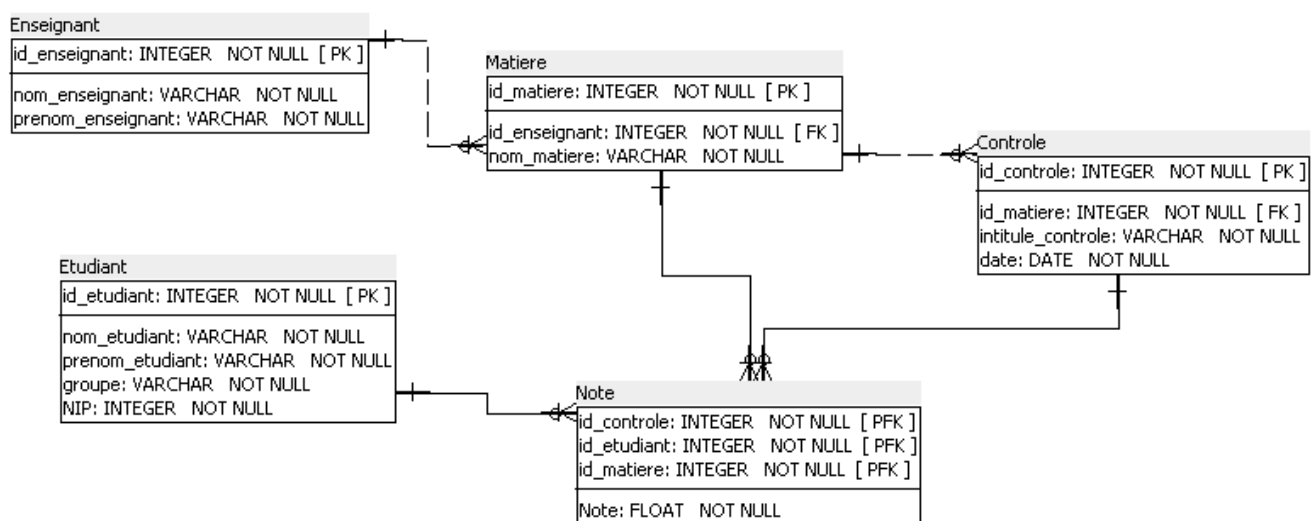 Enseignant
id_enseignant: INTEGER NOT NULL [ PK ]
nom_enseignant: VARCHAR NOT NULL
prenom_enseignant: VARCHAR NOT NULL
Matiere
id_matiere: INTEGER NOT NULL [ PK ]
id_enseignant: INTEGER NOT NULL [ FK ]
nom_matiere: VARCHAR NOT NULL
Controle
id_controle: INTEGER NOT NULL [ PK ]
id_matiere: INTEGER NOT NULL [ FK ]
intitule_controle: VARCHAR NOT NULL
date: DATE NOT NULL
Etudiant
id_etudiant: INTEGER NOT NULL [ PK ]
nom_etudiant: VARCHAR NOT NULL
prenom_etudiant: VARCHAR NOT NULL
groupe: VARCHAR NOT NULL
NIP: INTEGER NOT NULL
Note
id_controle: INTEGER NOT NULL [ PFK ]
id_etudiant: INTEGER NOT NULL [ PFK ]
id_matiere: INTEGER NOT NULL [ PFK ]
Note: FLOAT NOT NULL